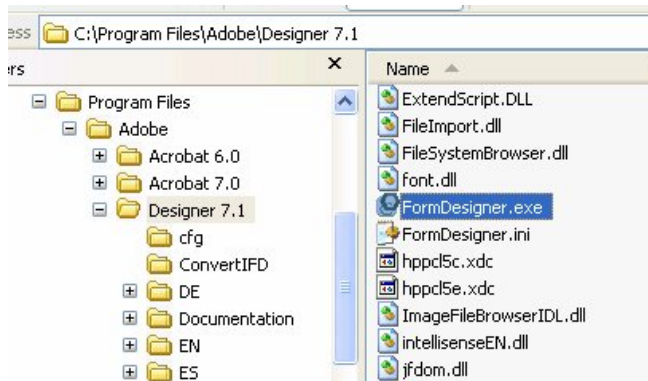 ess C:\Program Files\Adobe\Designer 7.1
ers x
Name
Program Files
Adobe
Acrobat 6.0
Acrobat 7.0
Designer 7.1
cfg
ConvertIFD
DE
Documentation
EN
ES
ExtendScript.DLL
FileImport.dll
FileSystemBrowser.dll
font.dll
FormDesigner.exe
FormDesigner.ini
hppcl5c.xdc
hppcl5e.xdc
ImageFileBrowserIDL.dll
intellisenseEN.dll
jfdom.dll